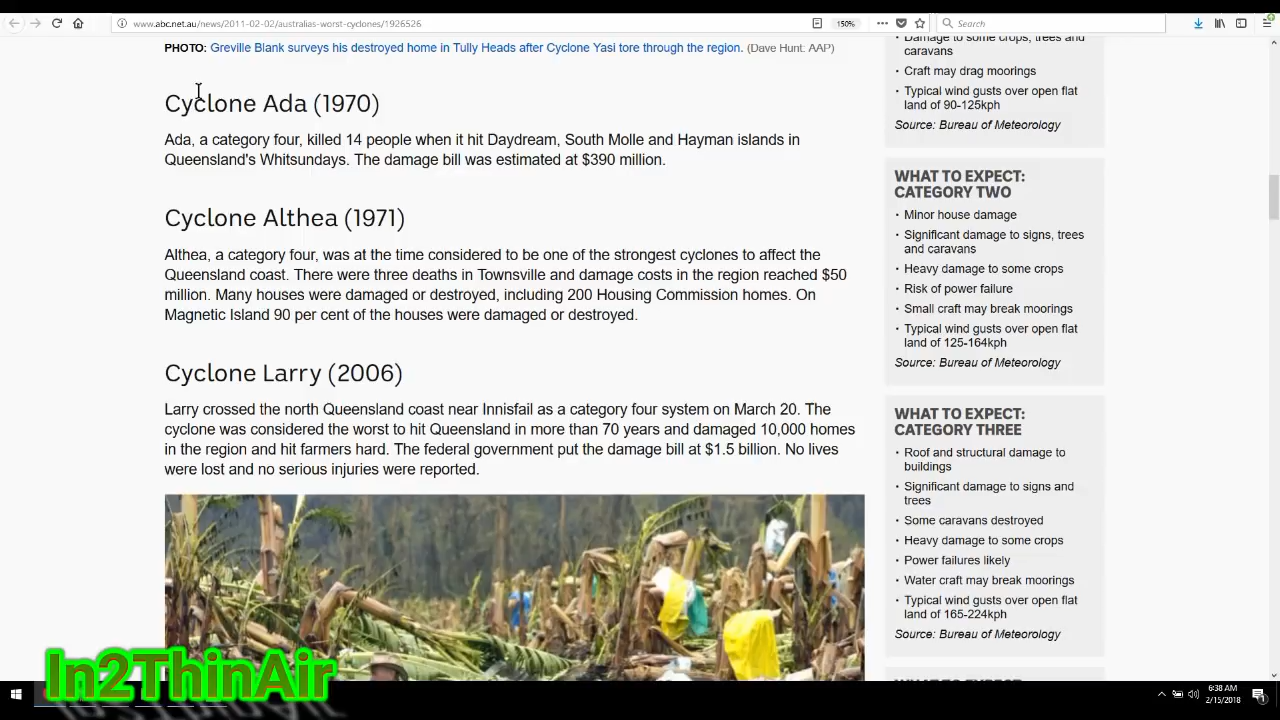 www.abc.net.au/news/2011-02-02/australias-worst-cyclones/1926526
150%
Search
PHOTO: Greville Blank surveys his destroyed home in Tully Heads after Cyclone Yasi tore through the region. (Dave Hunt: AAP)
Cyclone Ada (1970)
Ada, a category four, killed 14 people when it hit Daydream, South Molle and Hayman islands in
Queensland's Whitsundays. The damage bill was estimated at $390 million.
Cyclone Althea (1971)
Althea, a category four, was at the time considered to be one of the strongest cyclones to affect the
Queensland coast. There were three deaths in Townsville and damage costs in the region reached $50
million. Many houses were damaged or destroyed, including 200 Housing Commission homes. On
Magnetic Island 90 per cent of the houses were damaged or destroyed.
Cyclone Larry (2006)
Larry crossed the north Queensland coast near Innisfail as a category four system on March 20. The
cyclone was considered the worst to hit Queensland in more than 70 years and damaged 10,000 homes
in the region and hit farmers hard. The federal government put the damage bill at $1.5 billion. No lives
were lost and no serious injuries were reported.
• Damage to some crops, trees and
caravans
• Craft may drag moorings
• Typical wind gusts over open flat
land of 90-125kph
Source: Bureau of Meteorology
WHAT TO EXPECT:
CATEGORY TWO
• Minor house damage
• Significant damage to signs, trees
and caravans
• Heavy damage to some crops
• Risk of power failure
• Small craft may break moorings
• Typical wind gusts over open flat
land of 125-164kph
Source: Bureau of Meteorology
WHAT TO EXPECT:
CATEGORY THREE
• Roof and structural damage to
buildings
• Significant damage to signs and
trees
• Some caravans destroyed
• Heavy damage to some crops
• Power failures likely
• Water craft may break moorings
• Typical wind gusts over open flat
land of 165-224kph
Source: Bureau of Meteorology
In2ThinAir
6:38 AM
2/15/2018